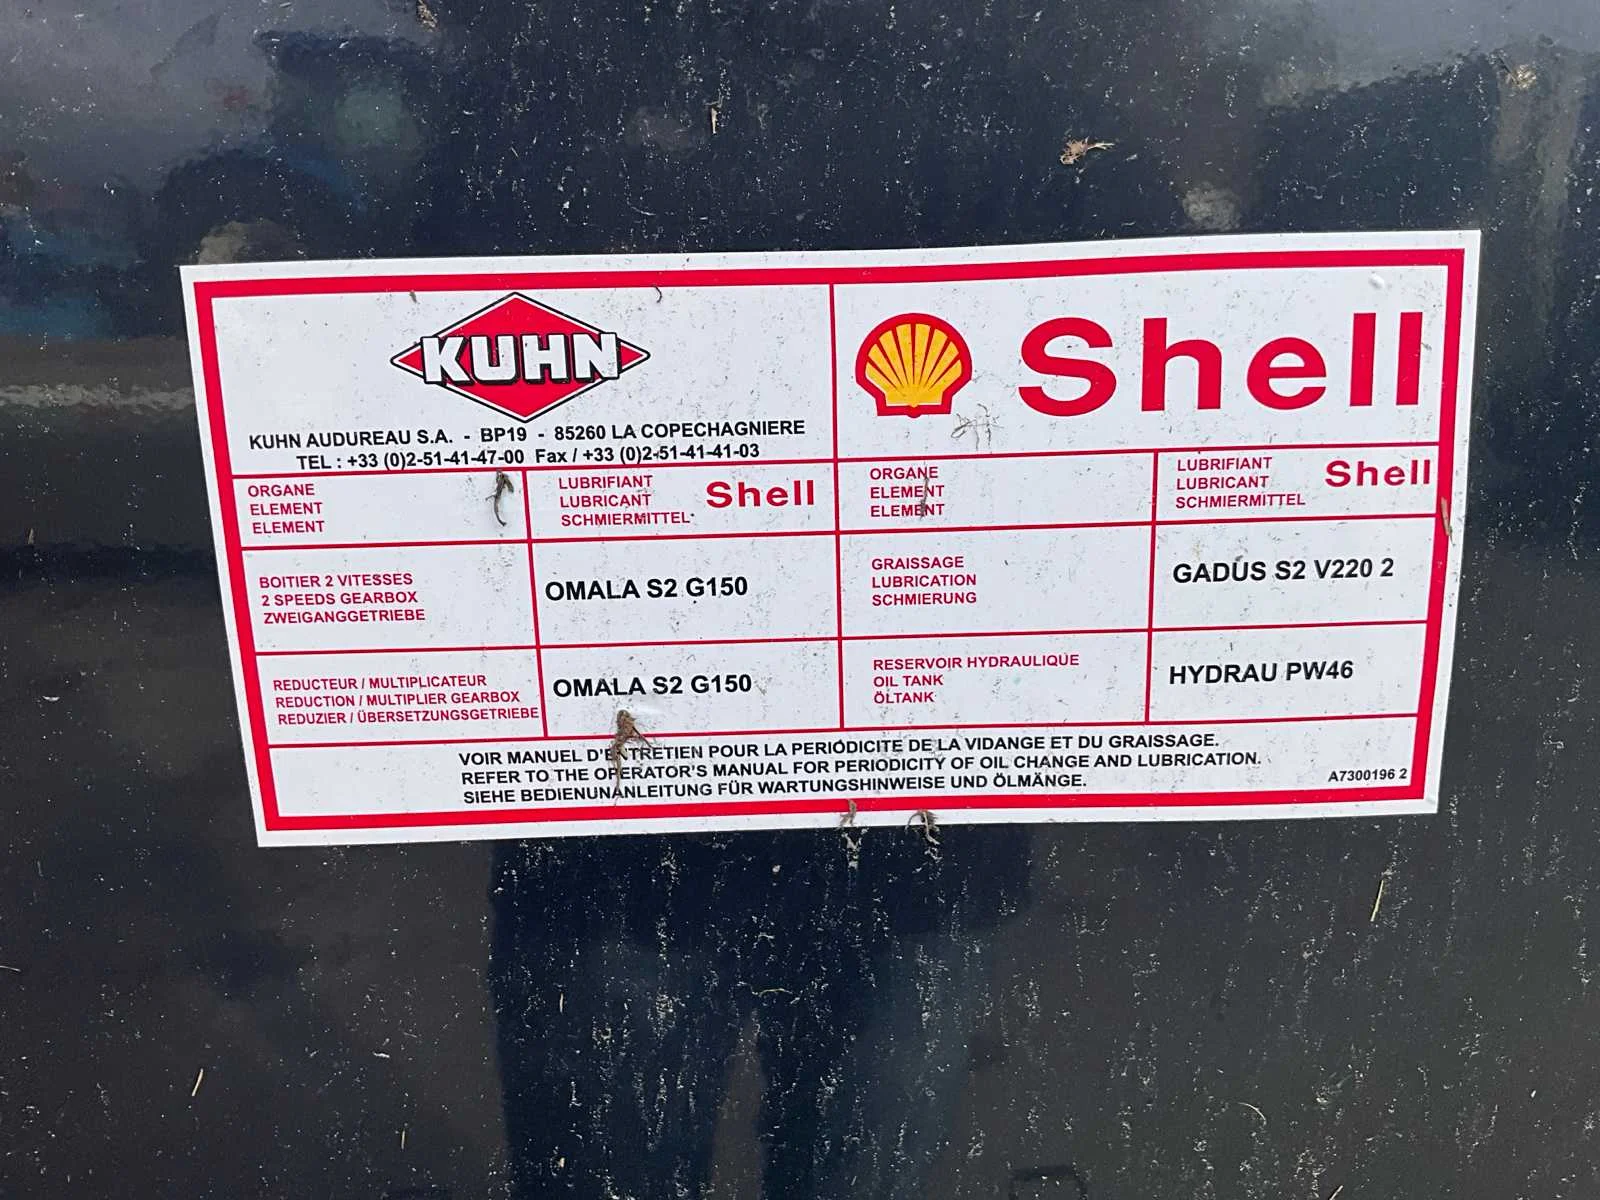 KUHN
KUHN AUDUREAU S.A. - BP19 - 85260 LA COPECHAGNIERE
TEL : +33 (0)2-51-41-47-00 Fax / +33 (0)2-51-41-41-03
Shell
ORGANE
ELEMENT
ELEMENT
LUBRIFIANT
LUBRICANT
SCHMIERMITTEL
Shell
ORGANE
ELEMENT
ELEMENT
LUBRIFIANT
LUBRICANT
SCHMIERMITTEL
Shell
BOITIER 2 VITESSES
2 SPEEDS GEARBOX
ZWEIGANGGETRIEBE
OMALA S2 G150
GRAISSAGE
LUBRICATION
SCHMIERUNG
GADUS S2 V220 2
REDUCTEUR / MULTIPLICATEUR
REDUCTION / MULTIPLIER GEARBOX
REDUZIER / ÜBERSETZUNGSGETRIEBE
OMALA S2 G150
RESERVOIR HYDRAULIQUE
OIL TANK
ÖLTANK
HYDRAU PW46
VOIR MANUEL D'ENTRETIEN POUR LA PERIODICITE DE LA VIDANGE ET DU GRAISSAGE.
REFER TO THE OPERATOR'S MANUAL FOR PERIODICITY OF OIL CHANGE AND LUBRICATION.
SIEHE BEDIENUNANLEITUNG FÜR WARTUNGSHINWEISE UND ÖLMÄNGE.
A7300196 2